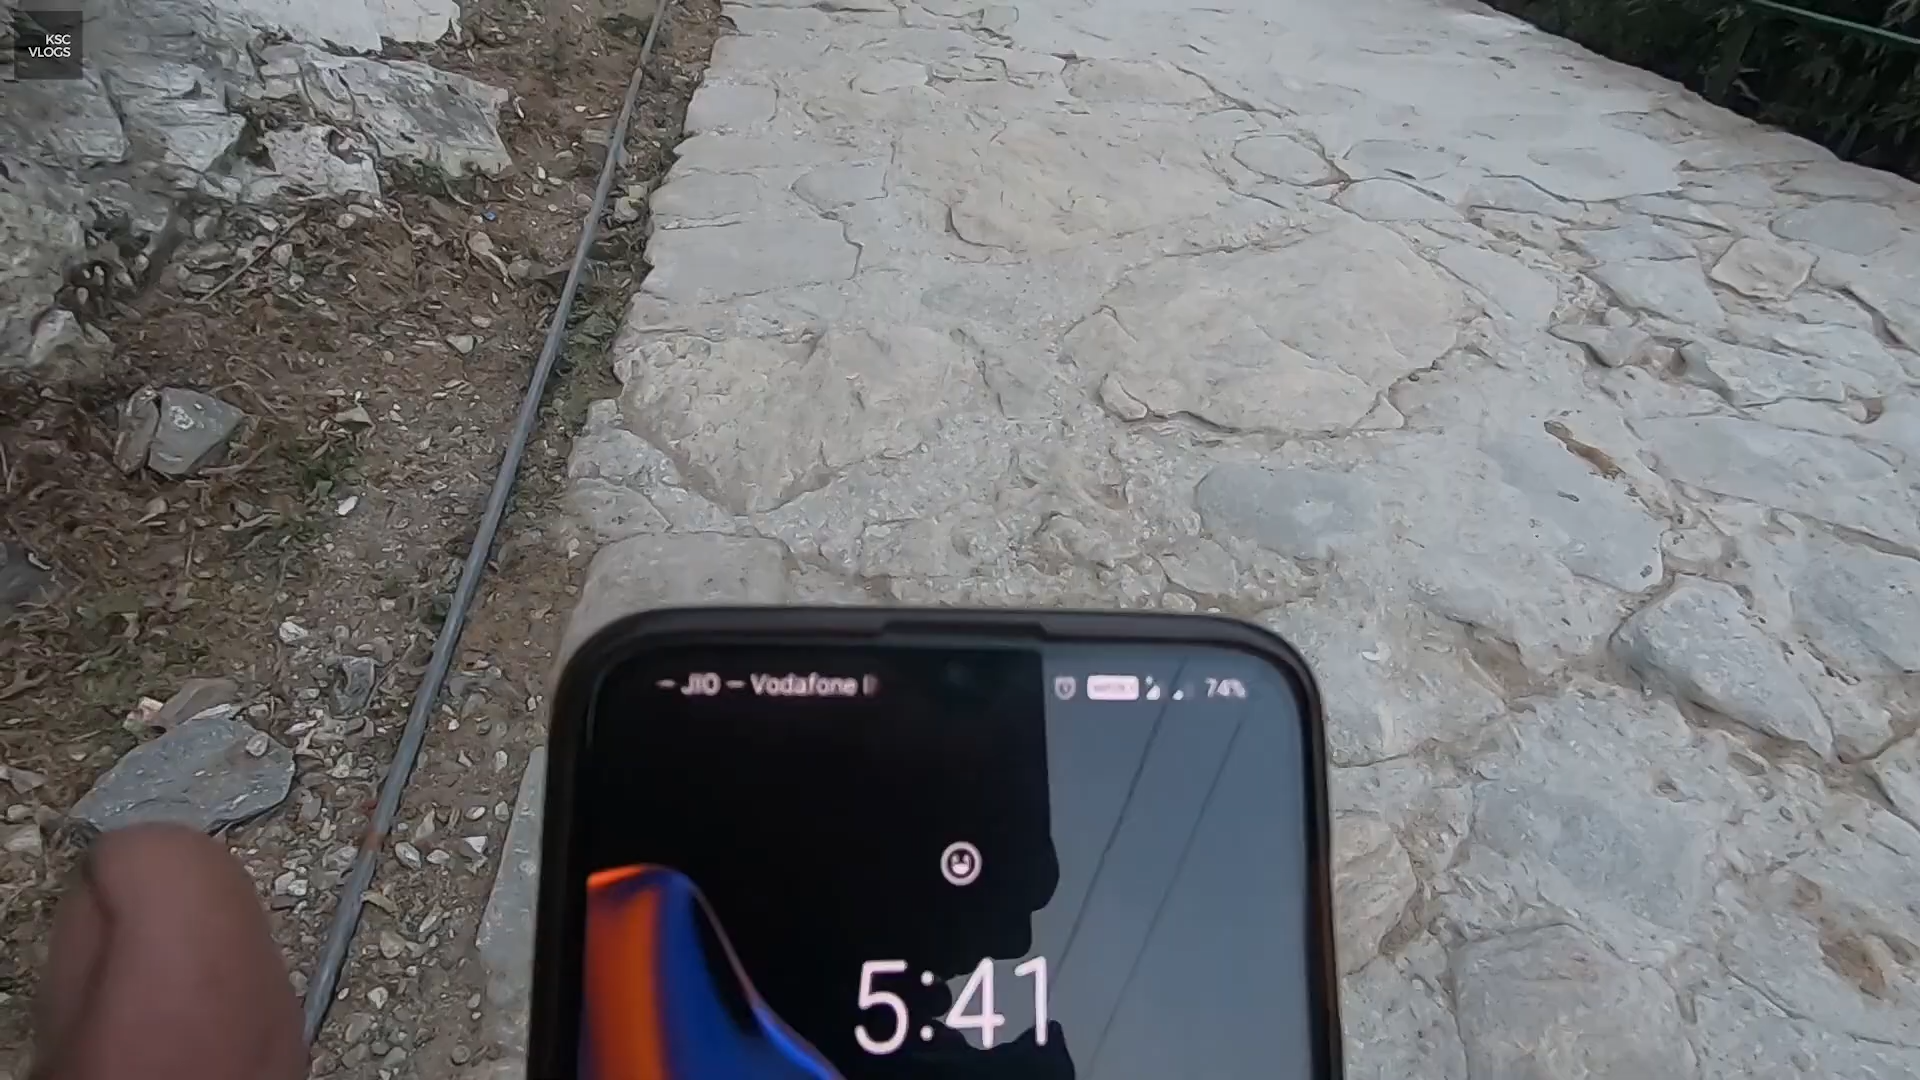 KSC
VLOGS
– JIO – Vodafone I
74%
5:41